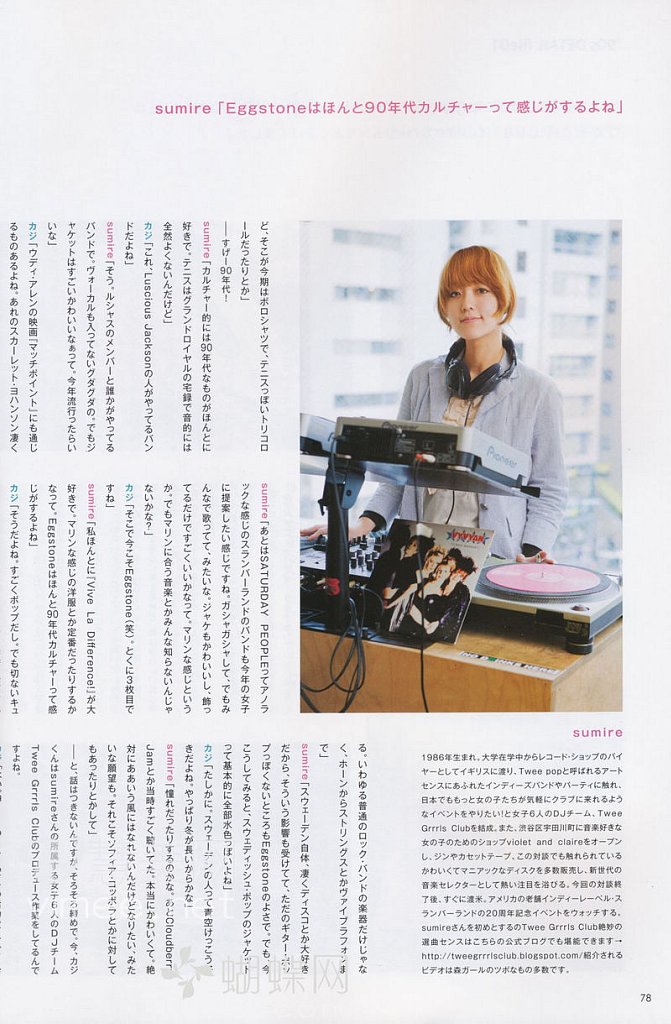 sumire「Eggstoneはほんと90年代カルチャーって感じがするよね」
ど、そこが今期はポロシャツで、テニスっぽいトリコロ
ールだったりとか」
――すげー90年代！
sumire「カルチャー的には90年代なものがほんとに
好きで。テニスはグランドロイヤルの宅録で音的には
全然よくないんだけど」
カジ「これ、Luscious Jacksonの人がやってるバン
ドだよね」
sumire「そう。ルシャスのメンバーと誰かがやってる
バンドで。ヴォーカルも入ってないグダグダの。でもジ
ャケットはすごいかわいいなぁって。今年流行ったらい
いな」
カジ「ウディ・アレンの映画『マッチポイント』にも通じ
るものあるよね。あれのスカーレット・ヨハンソン凄く
sumire「あとはSATURDAY PEOPLEってアノラ
ックな感じのスランバーランドのバンドも今年の女子
に提案したい感じですね。ガシャガシャして、でもみ
んなで歌ってて、みたいな。ジャケもかわいいし、飾っ
てるだけですごくいいかなって。マリンな感じという
か。でもマリンに合う音楽とかみんな知らないんじゃ
ないかな？」
カジ「そこで今こそEggstone（笑）。とくに3枚目で
すね」
sumire「私ほんとに『Vive La Difference!』が大
好きで。マリンな感じの洋服とか定番だったりするか
なって。Eggstoneはほんと90年代カルチャーって感
じがするよね」
カジ「そうだよね。すごくポップだし。でも切ないキュ
る。いわゆる普通のロック・バンドの楽器だけじゃな
く、ホーンからストリングスとかヴァイブラフォンま
で」
sumire「スウェーデン自体、凄くディスコとか大好き
だから、そういう影響も受けてて、ただのギター・ポッ
プっぽくないところもEggstoneのよさで。でも、今
こうしてみると、スウェディッシュ・ポップのジャケット
って基本的に全部水色っぽいよね」
カジ「たしかに。スウェーデンの人って青空けっこう
きだよね。やっぱり冬が長いからかな」
sumire「憧れだったりするのかな。あとCloudberr
Jamとか当時すごく聴いてた。本当にかわいくて。絶
対にああいう風にはなれないんだけどなりたい、みた
いな願望も。それこそソフィア・コッポラとかに対して
もあったりとかして」
――と、話はつきないんですが、そろそろ締めで。今、カジ
くんはsumireさんの所属する女子6人のDJチーム
Twee Grrrls Clubのプロデュース作業をしてるんで
すよね。
VYVYAN
Pioneer
sumire
1986年生まれ。大学在学中からレコード・ショップのバイ
ヤーとしてイギリスに渡り、Twee popと呼ばれるアート
センスにあふれたインディーズバンドやパーティに触れ、
日本でももっと女の子たちが気軽にクラブに来れるよう
なイベントをやりたい!と女子6人のDJチーム、Twee
Grrrls Clubを結成。また、渋谷区宇田川町に音楽好きな
女の子のためのショップviolet and claireをオープン
し、ジンやカセットテープ、この対談でも触れられている
かわいくてマニアックなディスクを多数販売し、新世代の
音楽セレクターとして熱い注目を浴びる。今回の対談終
了後、すぐに渡米。アメリカの老舗インディーレーベル・ス
ランバーランドの20周年記念イベントをウォッチする。
sumireさんを初めとするのTwee Grrrls Club絶妙の
選曲センスはこちらの公式ブログでも堪能できます→
http://tweegrrrlsclub.blogspot.com/紹介される
ビデオは森ガールのツボなもの多数です。
蝴蝶网
78